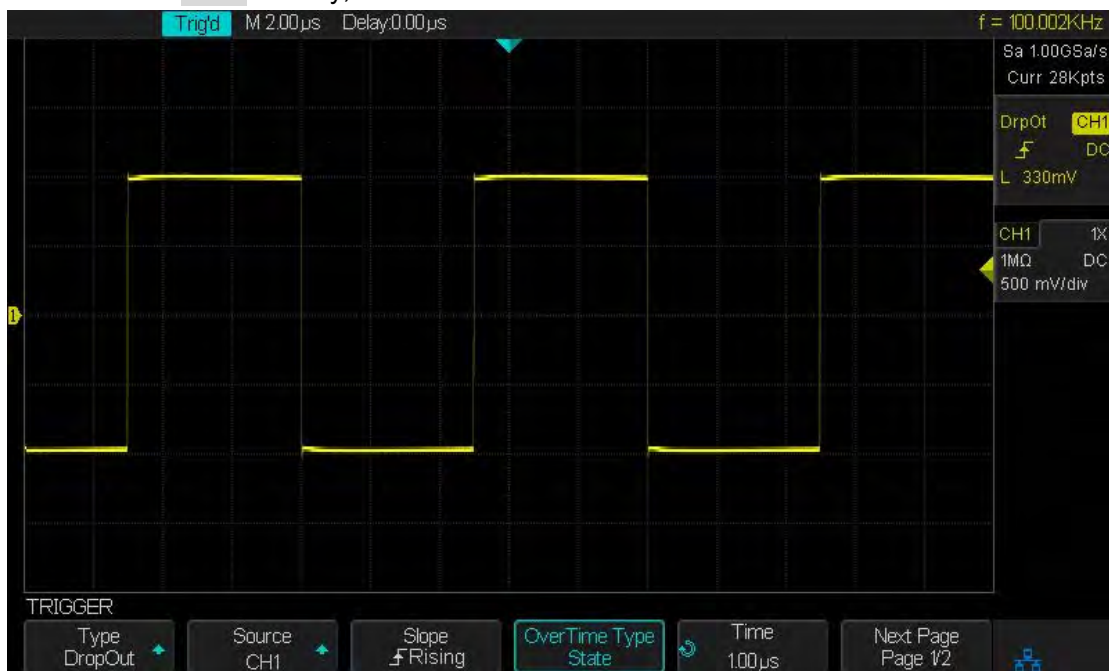 Trig'd M 2.00µs Delay:0.00µs f = 100.002KHz
Sa 1.00GSa/s
Curr 28Kpts
DrpOt CH1
DC
L 330mV
CH1 1X
1MΩ DC
500 mV/div
1
TRIGGER
Type Source Slope OverTime Type Time Next Page
DropOut CH1 Rising State 1.00µs Page 1/2